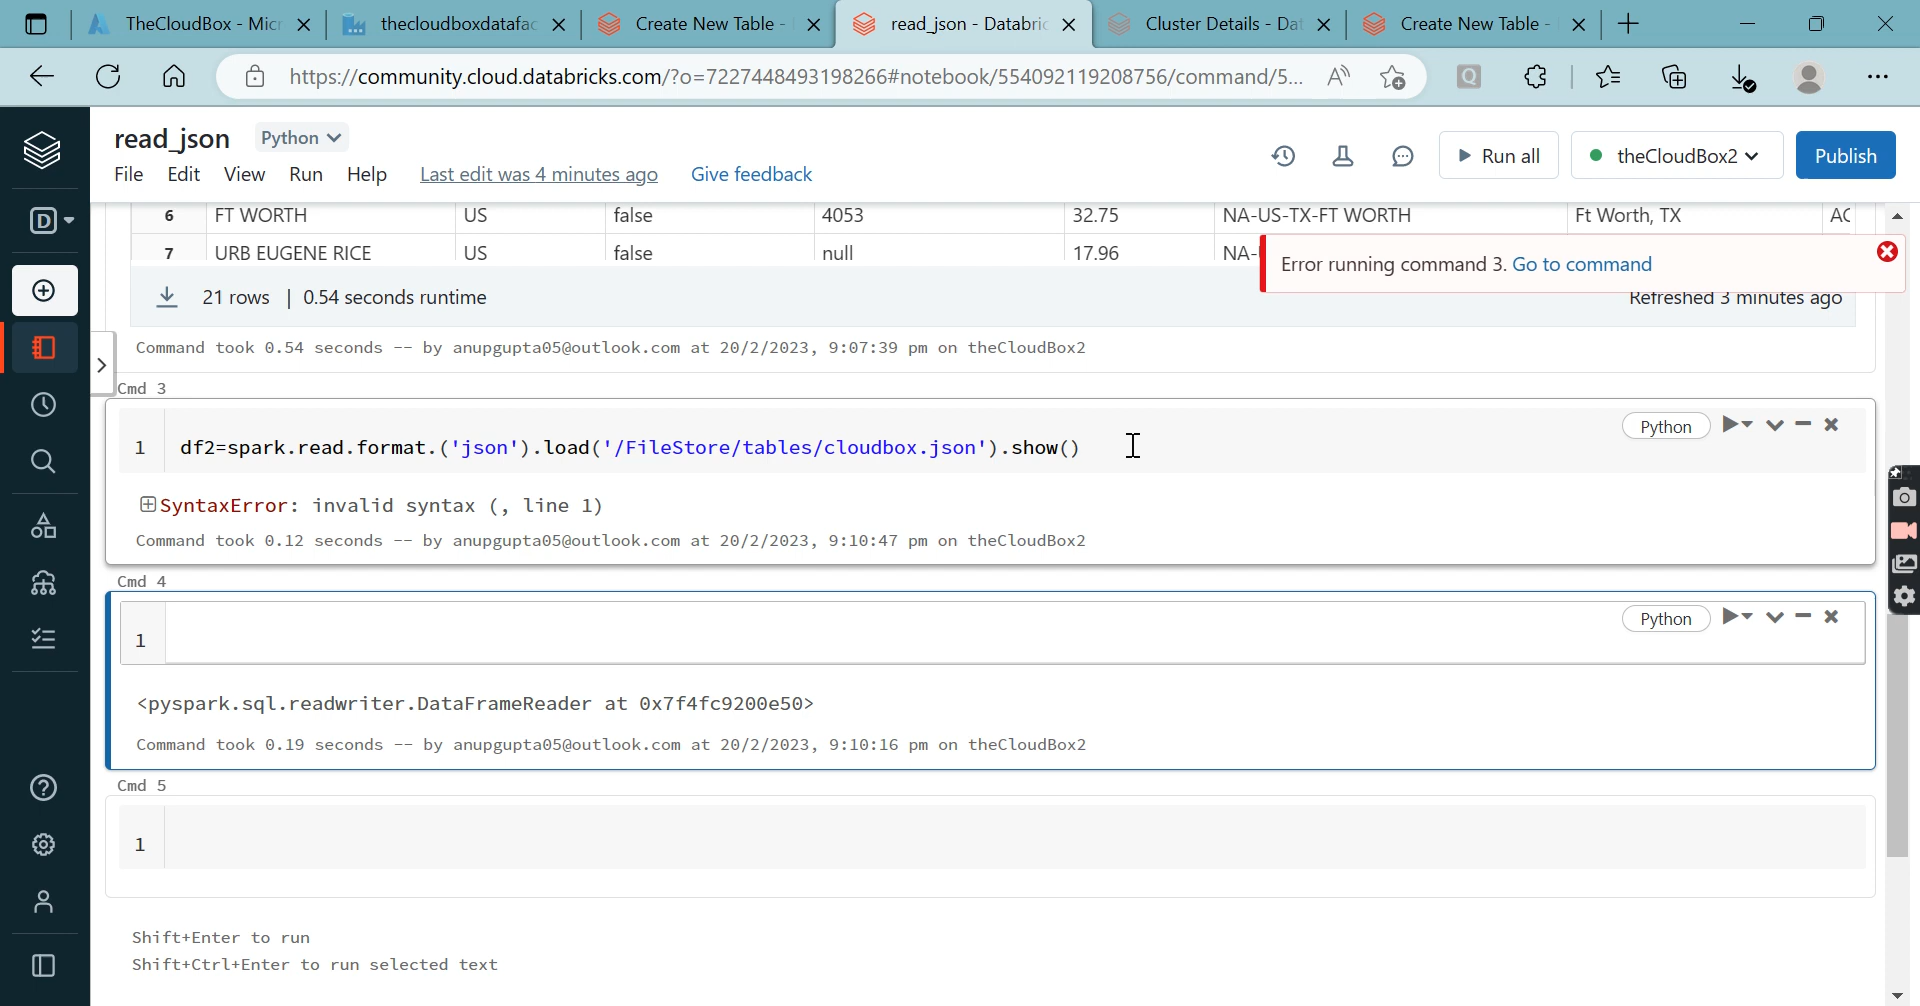 TheCloudBox - Micr
thecloudboxdatafac
Create New Table -
read_json - Databric
Cluster Details - Dat
Create New Table -
https://community.cloud.databricks.com/?o=7227448493198266#notebook/554092119208756/command/5...
read_json Python
File Edit View Run Help Last edit was 4 minutes ago Give feedback
Run all theCloudBox2 Publish
6 FT WORTH US false 4053 32.75 NA-US-TX-FT WORTH Ft Worth, TX AC
7 URB EUGENE RICE US false null 17.96 NA-
Error running command 3. Go to command
21 rows | 0.54 seconds runtime
Refreshed 3 minutes ago
Command took 0.54 seconds -- by anupgupta05@outlook.com at 20/2/2023, 9:07:39 pm on theCloudBox2
Cmd 3
Python
1 df2=spark.read.format.('json').load('/FileStore/tables/cloudbox.json').show()
SyntaxError: invalid syntax (, line 1)
Command took 0.12 seconds -- by anupgupta05@outlook.com at 20/2/2023, 9:10:47 pm on theCloudBox2
Cmd 4
Python
1
<pyspark.sql.readwriter.DataFrameReader at 0x7f4fc9200e50>
Command took 0.19 seconds -- by anupgupta05@outlook.com at 20/2/2023, 9:10:16 pm on theCloudBox2
Cmd 5
1
Shift+Enter to run
Shift+Ctrl+Enter to run selected text